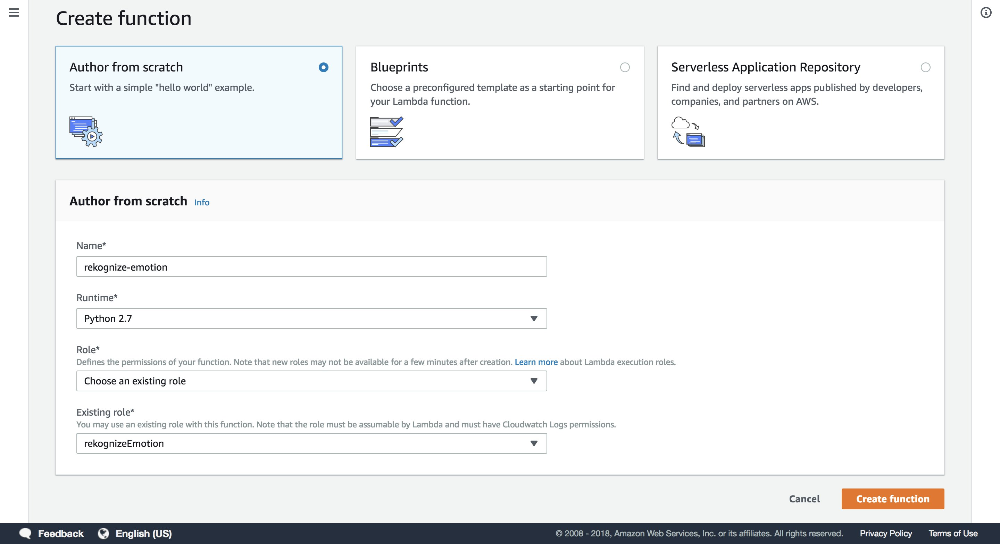 Create function
Author from scratch
Start with a simple "hello world" example.
Blueprints
Choose a preconfigured template as a starting point for
your Lambda function.
Serverless Application Repository
Find and deploy serverless apps published by developers,
companies, and partners on AWS.
Author from scratch Info
Name*
rekognize-emotion
Runtime*
Python 2.7
Role*
Defines the permissions of your function. Note that new roles may not be available for a few minutes after creation. Learn more about Lambda execution roles.
Choose an existing role
Existing role*
You may use an existing role with this function. Note that the role must be assumable by Lambda and must have Cloudwatch Logs permissions.
rekognizeEmotion
Cancel Create function
Feedback English (US) © 2008 - 2018, Amazon Web Services, Inc. or its affiliates. All rights reserved. Privacy Policy Terms of Use